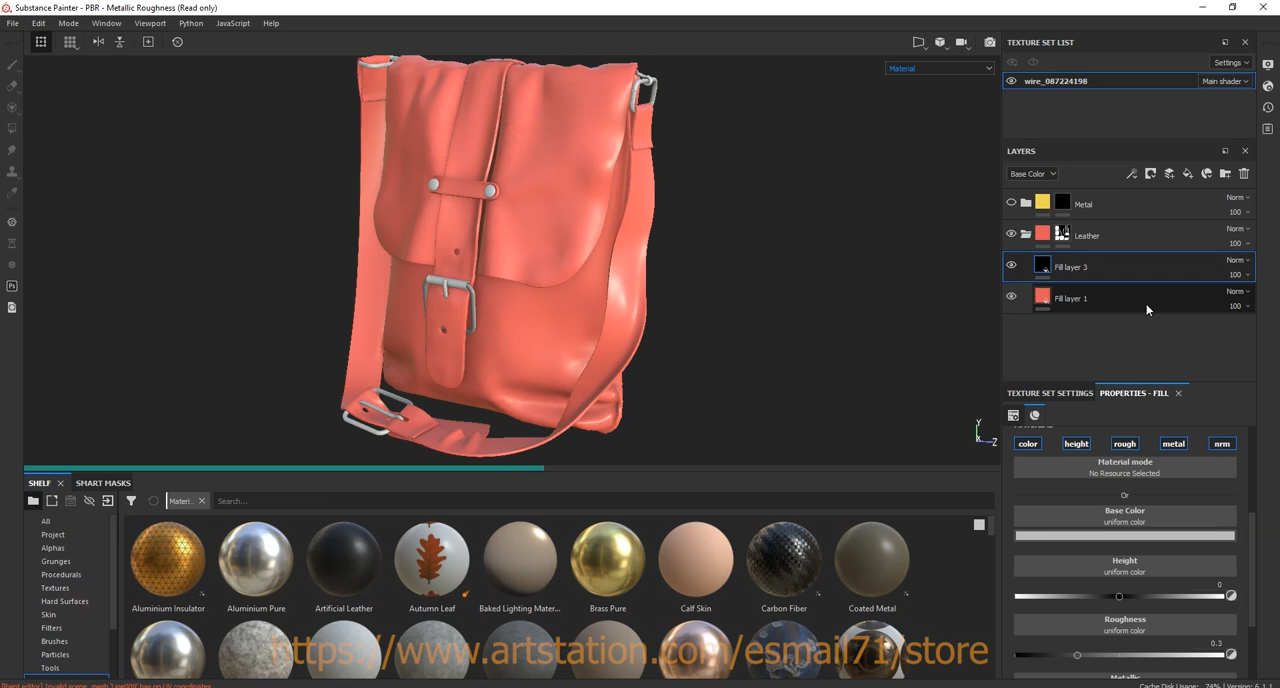 Substance Painter - PBR - Metallic Roughness (Read only)
File Edit Mode Window Viewport Python JavaScript Help
Material
TEXTURE SET LIST
Settings
wire_087224198
Main shader
LAYERS
Base Color
Metal
Norm
100
Leather
Norm
100
Fill layer 3
Norm
100
Fill layer 1
Norm
100
Y
X
Z
TEXTURE SET SETTINGS
PROPERTIES - FILL
color height rough metal nrm
Material mode
No Resource Selected
Or
Base Color
uniform color
Height
uniform color
0
Roughness
uniform color
0.3
SHELF
SMART MASKS
Ps
Materi...
Search...
All
Project
Alphas
Grunges
Procedurals
Textures
Hard Surfaces
Skin
Filters
Brushes
Particles
Tools
Aluminium Insulator
Aluminium Pure
Artificial Leather
Autumn Leaf
Baked Lighting Mater...
Brass Pure
Calf Skin
Carbon Fiber
Coated Metal
https://www.artstation.com/esmail71/store